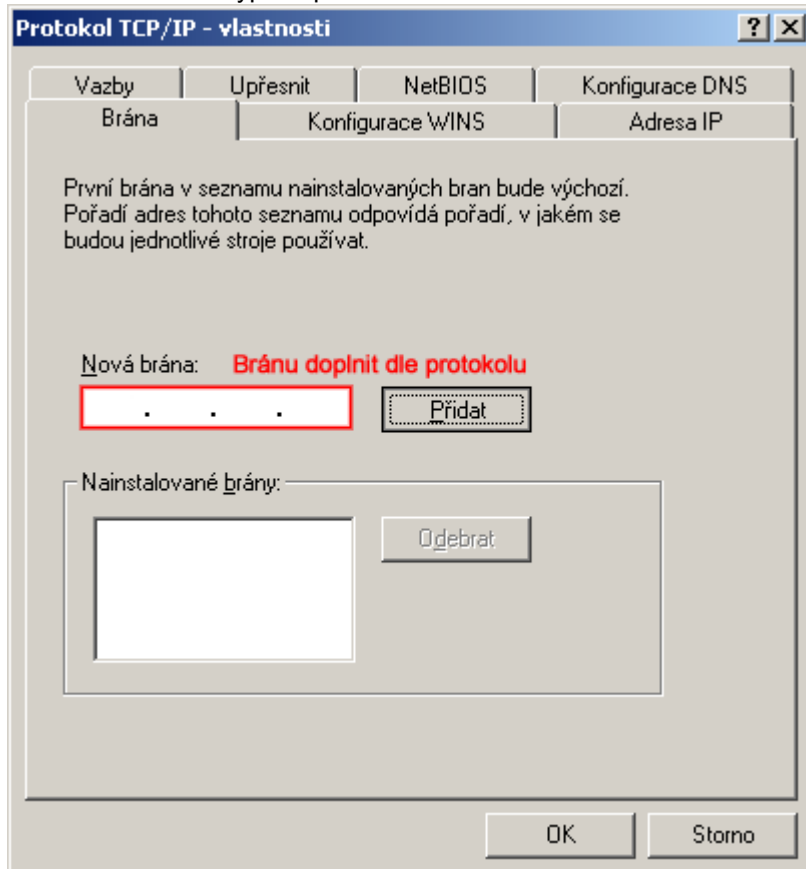 Protokol TCP/IP - vlastnosti
Vazby Upřesnit NetBIOS Konfigurace DNS
Brána Konfigurace WINS Adresa IP
První brána v seznamu nainstalovaných bran bude výchozí.
Pořadí adres tohoto seznamu odpovídá pořadí, v jakém se
budou jednotlivé stroje používat.
Nová brána: Bránu doplnit dle protokolu
. . . Přidat
Nainstalované brány:
Odebrat
OK Storno